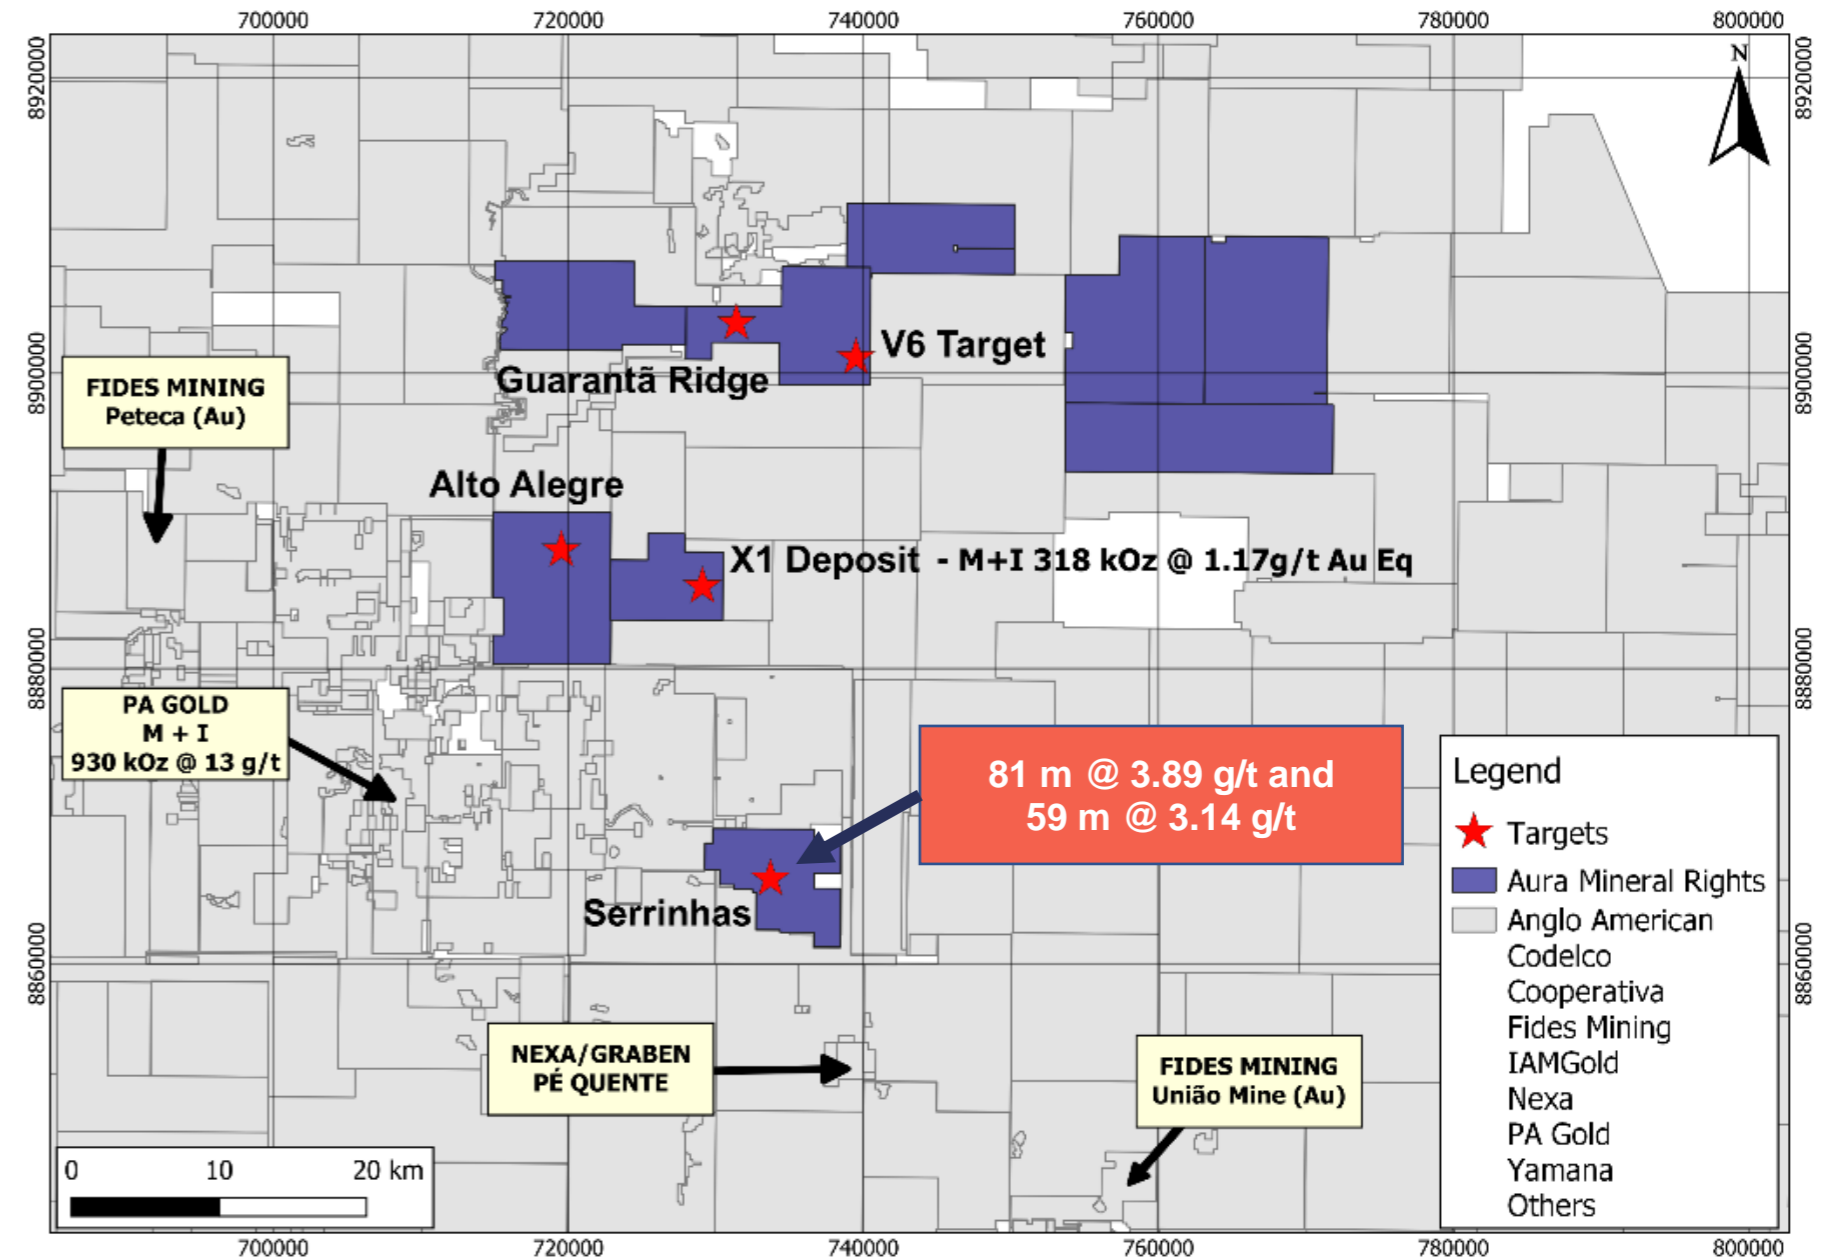 700000
720000
740000
760000
780000
800000
8920000
8920000
N
V6 Target
Guarantã Ridge
8900000
8900000
FIDES MINING
Peteca (Au)
Alto Alegre
X1 Deposit - M+I 318 kOz @ 1.17g/t Au Eq
8880000
8880000
PA GOLD
M + I
930 kOz @ 13 g/t
81 m @ 3.89 g/t and
59 m @ 3.14 g/t
Serrinhas
8860000
8860000
NEXA/GRABEN
PÉ QUENTE
FIDES MINING
União Mine (Au)
Legend
Targets
Aura Mineral Rights
Anglo American
Codelco
Cooperativa
Fides Mining
IAMGold
Nexa
PA Gold
Yamana
Others
0 10 20 km
700000
720000
740000
760000
780000
800000